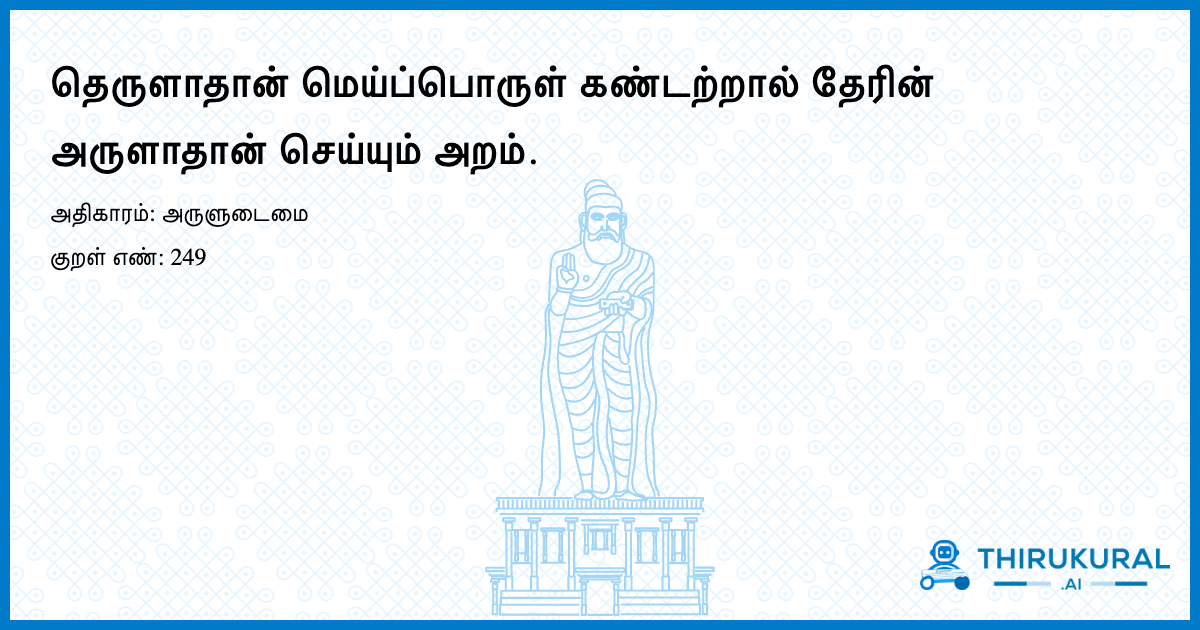 தெருளாதான் மெய்ப்பொருள் கண்டற்றால் தேரின்
அருளாதான் செய்யும் அறம்.
அதிகாரம்: அருளுடைமை
குறள் எண்: 249
THIRUKURAL
.AI